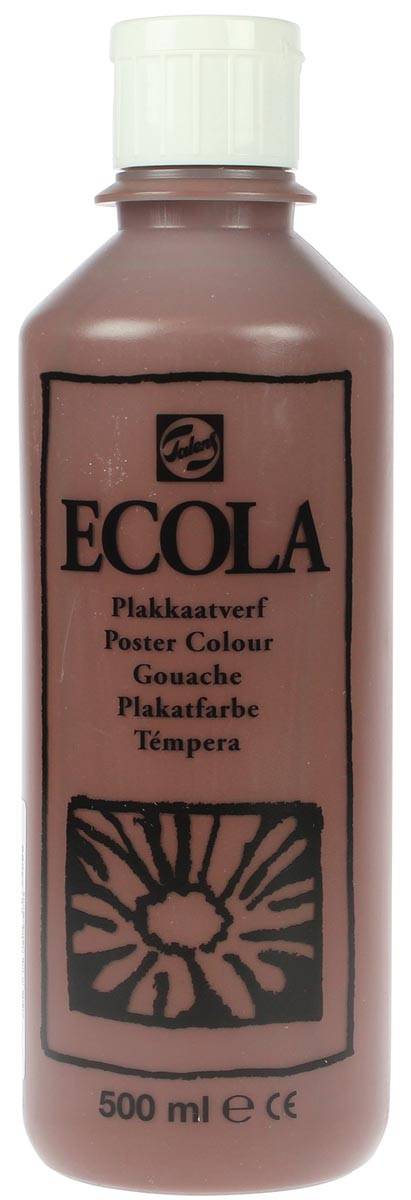 Talens
ECOLA
Plakkaatverf
Poster Colour
Gouache
Plakatfarbe
Témpera
500 ml ℮ CE